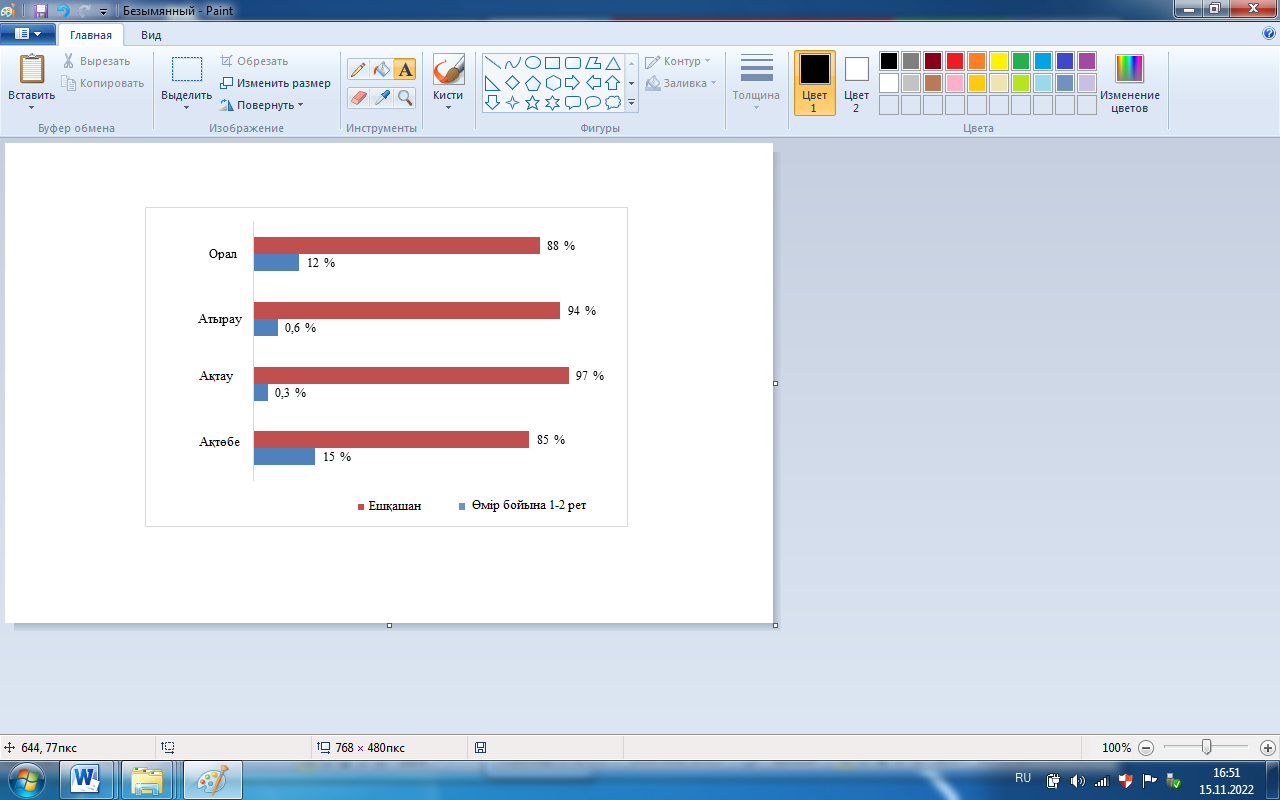 Безымянный - Paint
Главная Вид
Вставить
Вырезать
Копировать
Буфер обмена
Выделить
Обрезать
Изменить размер
Повернуть
Изображение
A
Инструменты
Кисти
Фигуры
Контур
Заливка
Толщина
Цвет 1
Цвет 2
Изменение цветов
Цвета
Орал
88 %
12 %
Атырау
94 %
0,6 %
Ақтау
97 %
0,3 %
Ақтөбе
85 %
15 %
Ешқашан Өмір бойына 1-2 рет
644, 77пкс 768 × 480пкс 100%
RU
16:51
15.11.2022